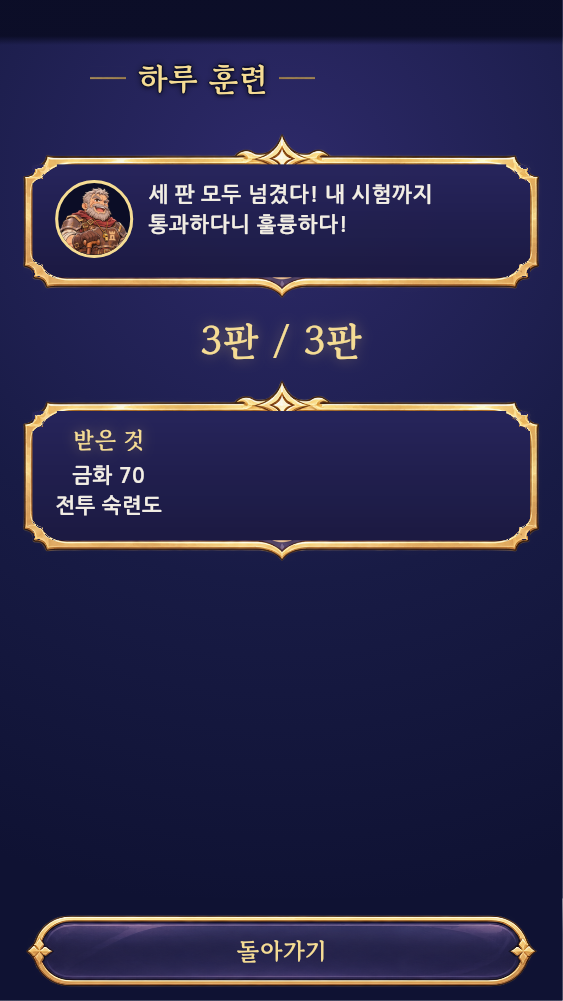 하루 훈련
세 판 모두 넘겼다! 내 시험까지
통과하다니 훌륭하다!
3판 / 3판
받은 것
금화 70
전투 숙련도
돌아가기